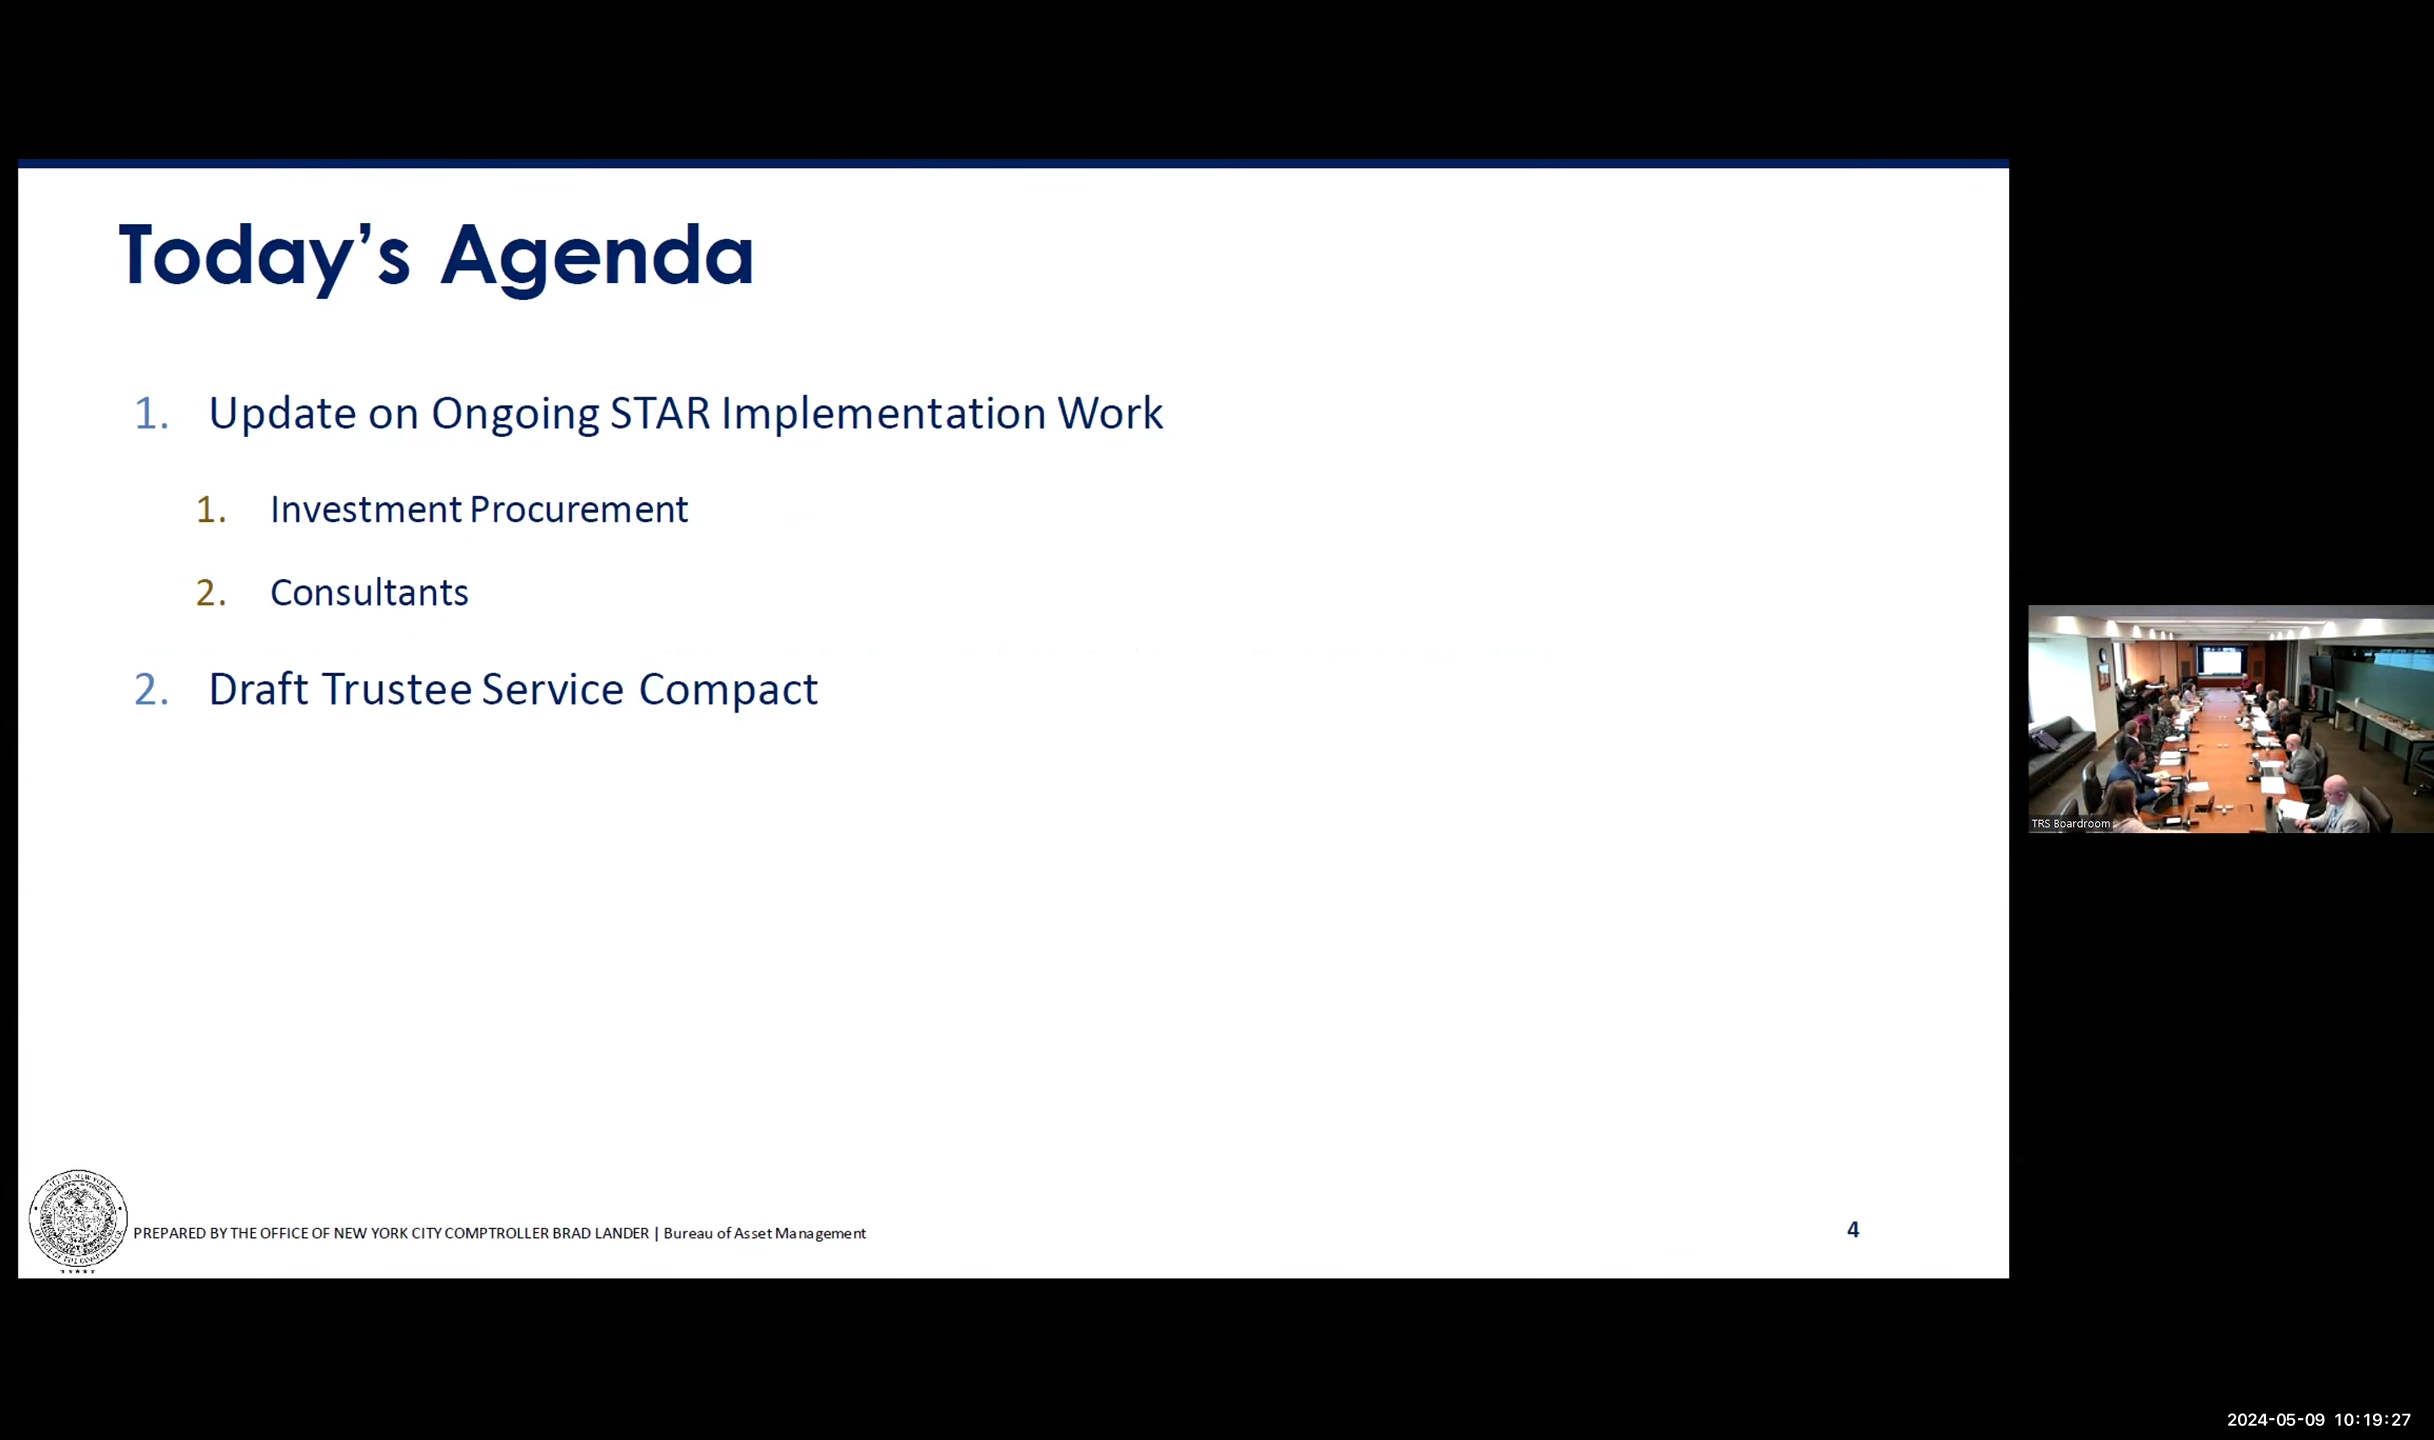 Today's Agenda
1. Update on Ongoing STAR Implementation Work
1. Investment Procurement
2. Consultants
2. Draft Trustee Service Compact
TRS Boardroom
PREPARED BY THE OFFICE OF NEW YORK CITY COMPTROLLER BRAD LANDER | Bureau of Asset Management
4
2024-05-09 10:19:27